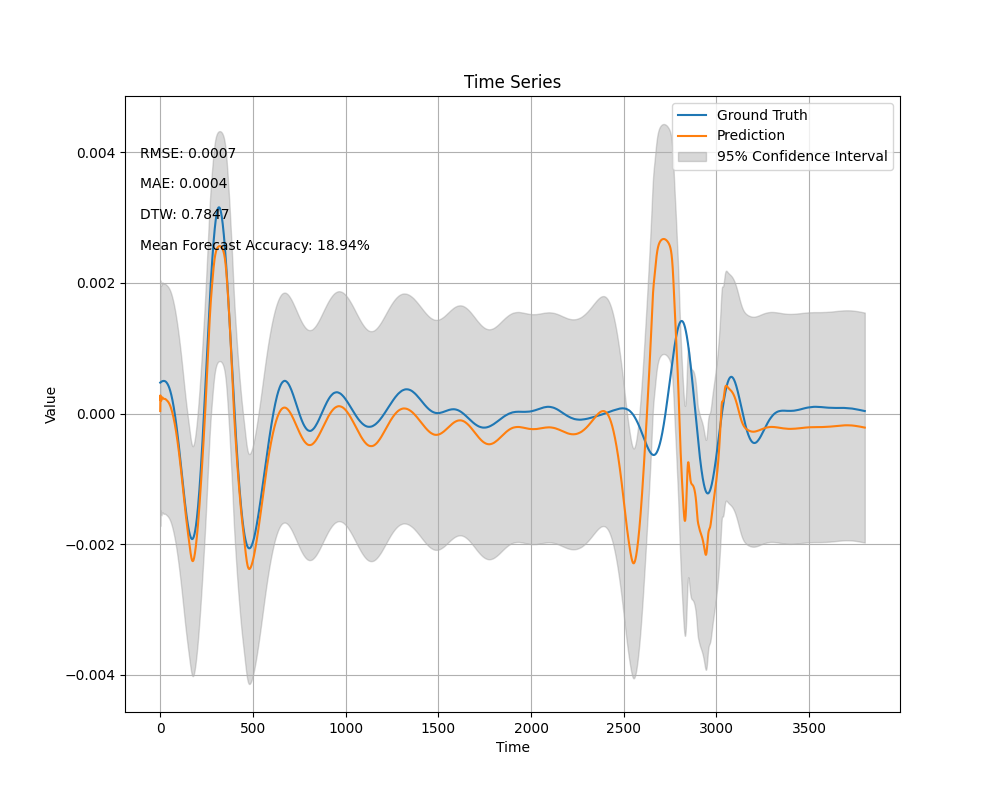 Time Series
Ground Truth
Prediction
95% Confidence Interval
RMSE: 0.0007
MAE: 0.0004
DTW: 0.7847
Mean Forecast Accuracy: 18.94%
0.004
0.002
0.000
−0.002
−0.004
Value
0 500 1000 1500 2000 2500 3000 3500
Time